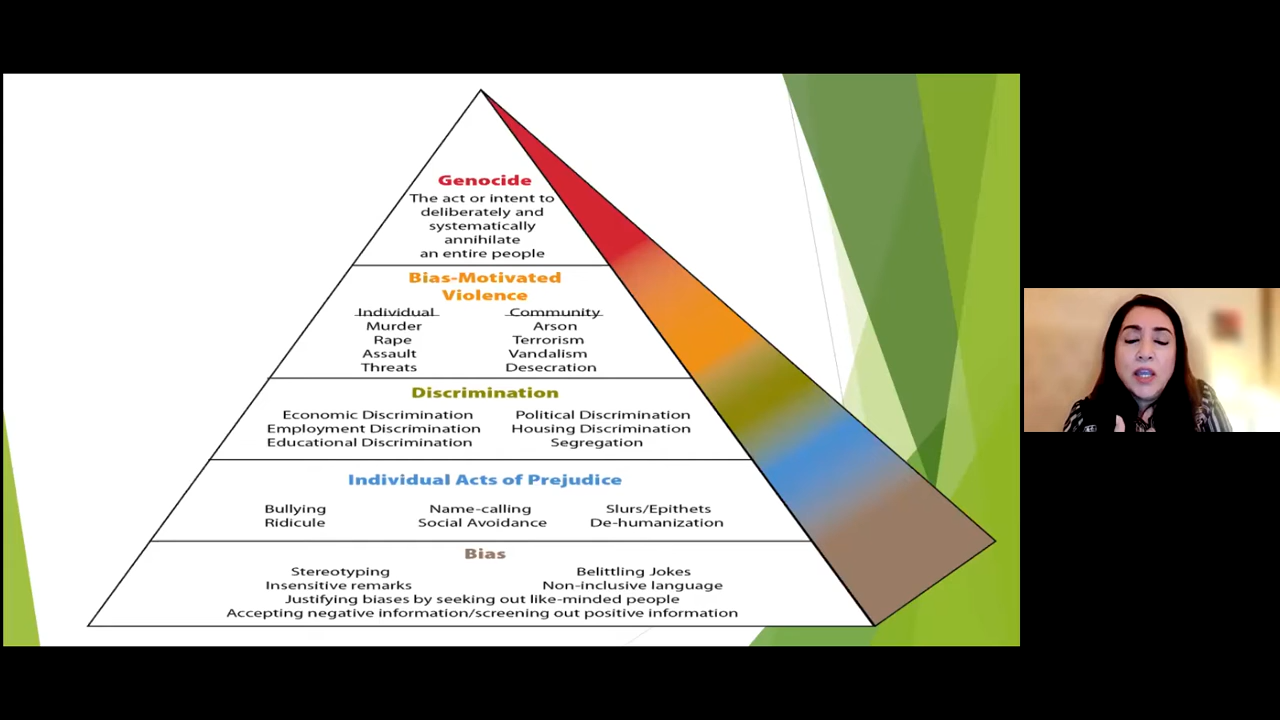 Genocide
The act or intent to
deliberately and
systematically
annihilate
an entire people
Bias-Motivated
Violence
Individual Community
Murder Arson
Rape Terrorism
Assault Vandalism
Threats Desecration
Discrimination
Economic Discrimination Political Discrimination
Employment Discrimination Housing Discrimination
Educational Discrimination Segregation
Individual Acts of Prejudice
Bullying Name-calling Slurs/Epithets
Ridicule Social Avoidance De-humanization
Bias
Stereotyping Belittling Jokes
Insensitive remarks Non-inclusive language
Justifying biases by seeking out like-minded people
Accepting negative information/screening out positive information